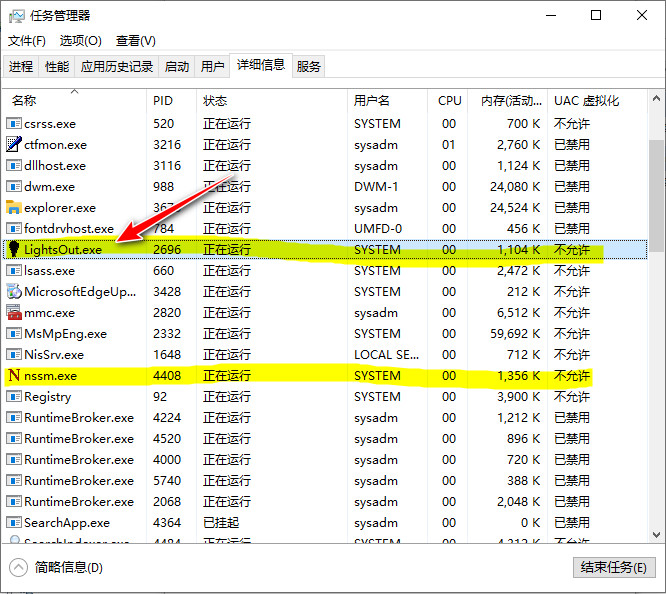 任务管理器
文件(F) 选项(O) 查看(V)
进程 性能 应用历史记录 启动 用户 详细信息 服务
名称 PID 状态 用户名 CPU 内存(活动... UAC 虚拟化
csrss.exe 520 正在运行 SYSTEM 00 700 K 不允许
ctfmon.exe 3216 正在运行 sysadm 01 2,760 K 已禁用
dllhost.exe 3116 正在运行 sysadm 00 1,124 K 已禁用
dwm.exe 988 正在运行 DWM-1 00 24,080 K 已禁用
explorer.exe 正在运行 sysadm 00 24,524 K 已禁用
fontdrvhost.exe 784 正在运行 UMFD-0 00 456 K 已禁用
LightsOut.exe 2696 正在运行 SYSTEM 00 1,104 K 不允许
lsass.exe 660 正在运行 SYSTEM 00 2,472 K 不允许
MicrosoftEdgeUp... 3428 正在运行 SYSTEM 00 212 K 不允许
mmc.exe 2820 正在运行 sysadm 00 6,512 K 不允许
MsMpEng.exe 2332 正在运行 SYSTEM 00 59,692 K 不允许
NisSrv.exe 1648 正在运行 LOCAL SE... 00 712 K 不允许
nssm.exe 4408 正在运行 SYSTEM 00 1,356 K 不允许
Registry 92 正在运行 SYSTEM 00 3,900 K 不允许
RuntimeBroker.exe 4224 正在运行 sysadm 00 1,212 K 已禁用
RuntimeBroker.exe 4520 正在运行 sysadm 00 896 K 已禁用
RuntimeBroker.exe 4000 正在运行 sysadm 00 720 K 已禁用
RuntimeBroker.exe 5740 正在运行 sysadm 00 388 K 已禁用
RuntimeBroker.exe 2068 正在运行 sysadm 00 2,048 K 已禁用
SearchApp.exe 4364 已挂起 sysadm 00 0 K 已禁用
SearchIndexer.exe 4484 正在运行 SYSTEM 00 不允许
简略信息(D) 结束任务(E)